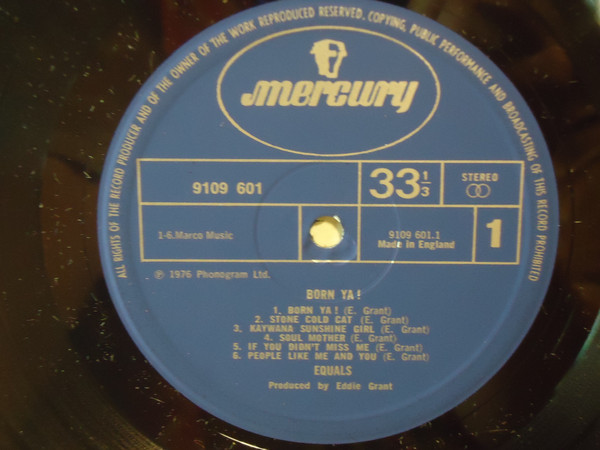 ALL RIGHTS OF THE RECORD PRODUCER AND OF THE OWNER OF THE WORK REPRODUCED RESERVED. COPYING, PUBLIC PERFORMANCE AND BROADCASTING OF THIS RECORD PROHIBITED
mercury
9109 601
33 1/3
STEREO
1-6.Marco Music
9109 601.1
Made in England
1
℗ 1976 Phonogram Ltd.
BORN YA!
1. BORN YA! (E. Grant)
2. STONE COLD CAT (E. Grant)
3. KAYWANA SUNSHINE GIRL (E. Grant)
4. SOUL MOTHER (E. Grant)
5. IF YOU DIDN'T MISS ME (E. Grant)
6. PEOPLE LIKE ME AND YOU (E. Grant)
EQUALS
Produced by Eddie Grant